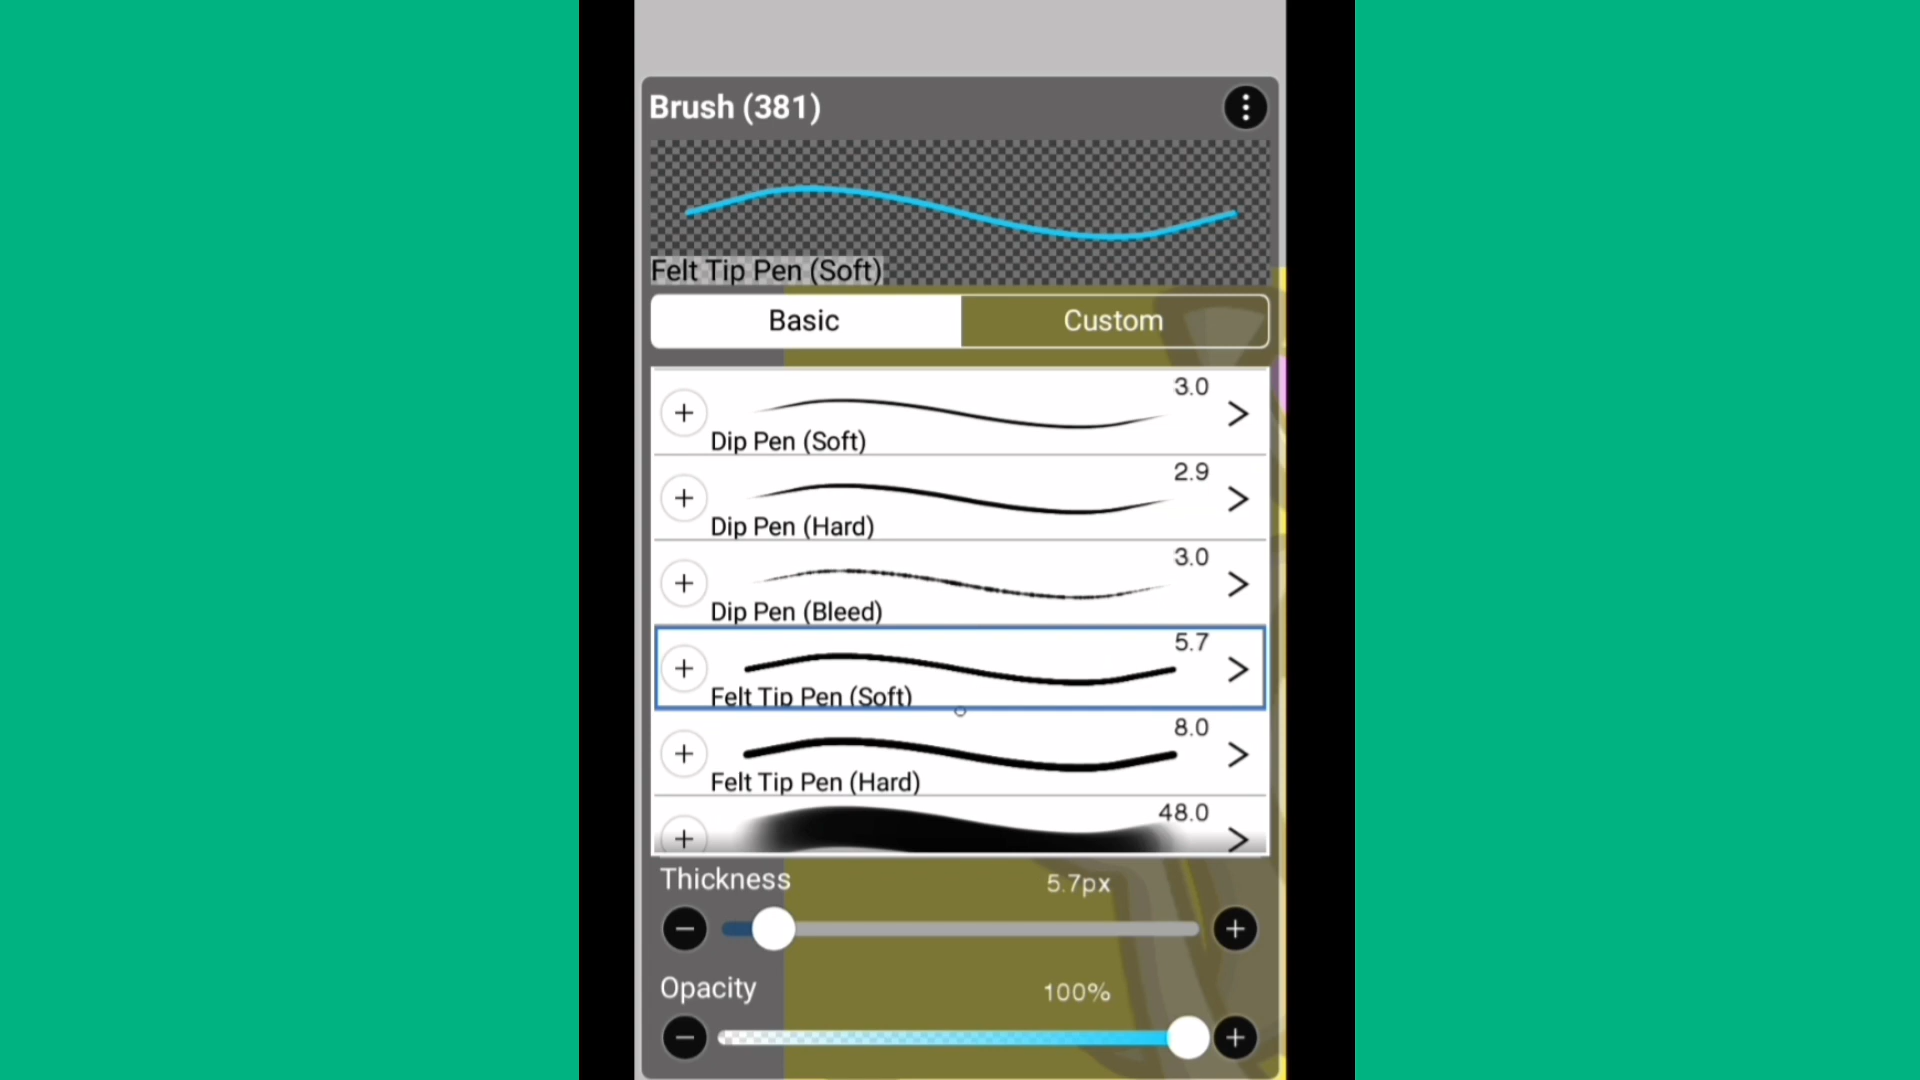 Brush (381)
Felt Tip Pen (Soft)
Basic
Custom
3.0
Dip Pen (Soft)
2.9
Dip Pen (Hard)
3.0
Dip Pen (Bleed)
5.7
Felt Tip Pen (Soft)
8.0
Felt Tip Pen (Hard)
48.0
Thickness
5.7px
Opacity
100%